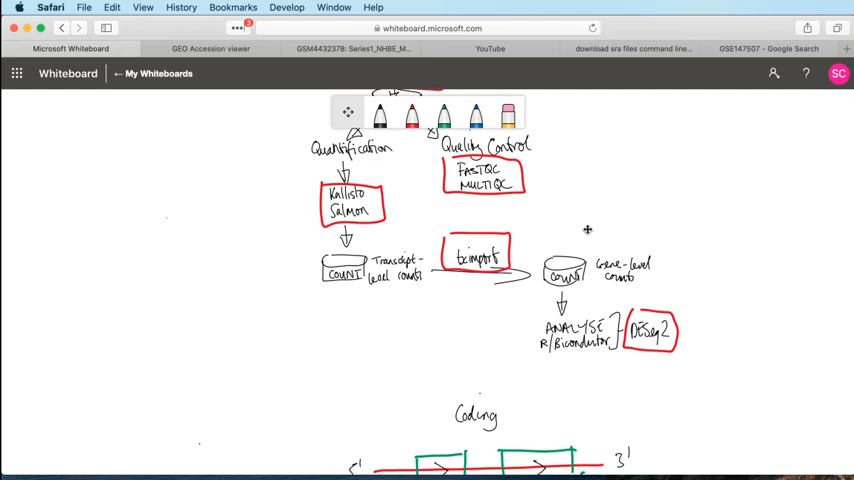 Safari File Edit View History Bookmarks Develop Window Help
3
whiteboard.microsoft.com
Microsoft Whiteboard
GEO Accession viewer
GSM4432378: Series1_NHBE_M...
YouTube
download sra files command line...
GSE147507 - Google Search
Whiteboard
← My Whiteboards
?
SC
Quantification
Quality Control
FASTQC
MULTIQC
Kallisto
Salmon
tximport
COUNT
Transcript-
level counts
COUNT
Gene-level
counts
ANALYSE
R/Bicondutor
DESeq2
Coding
5'
3'